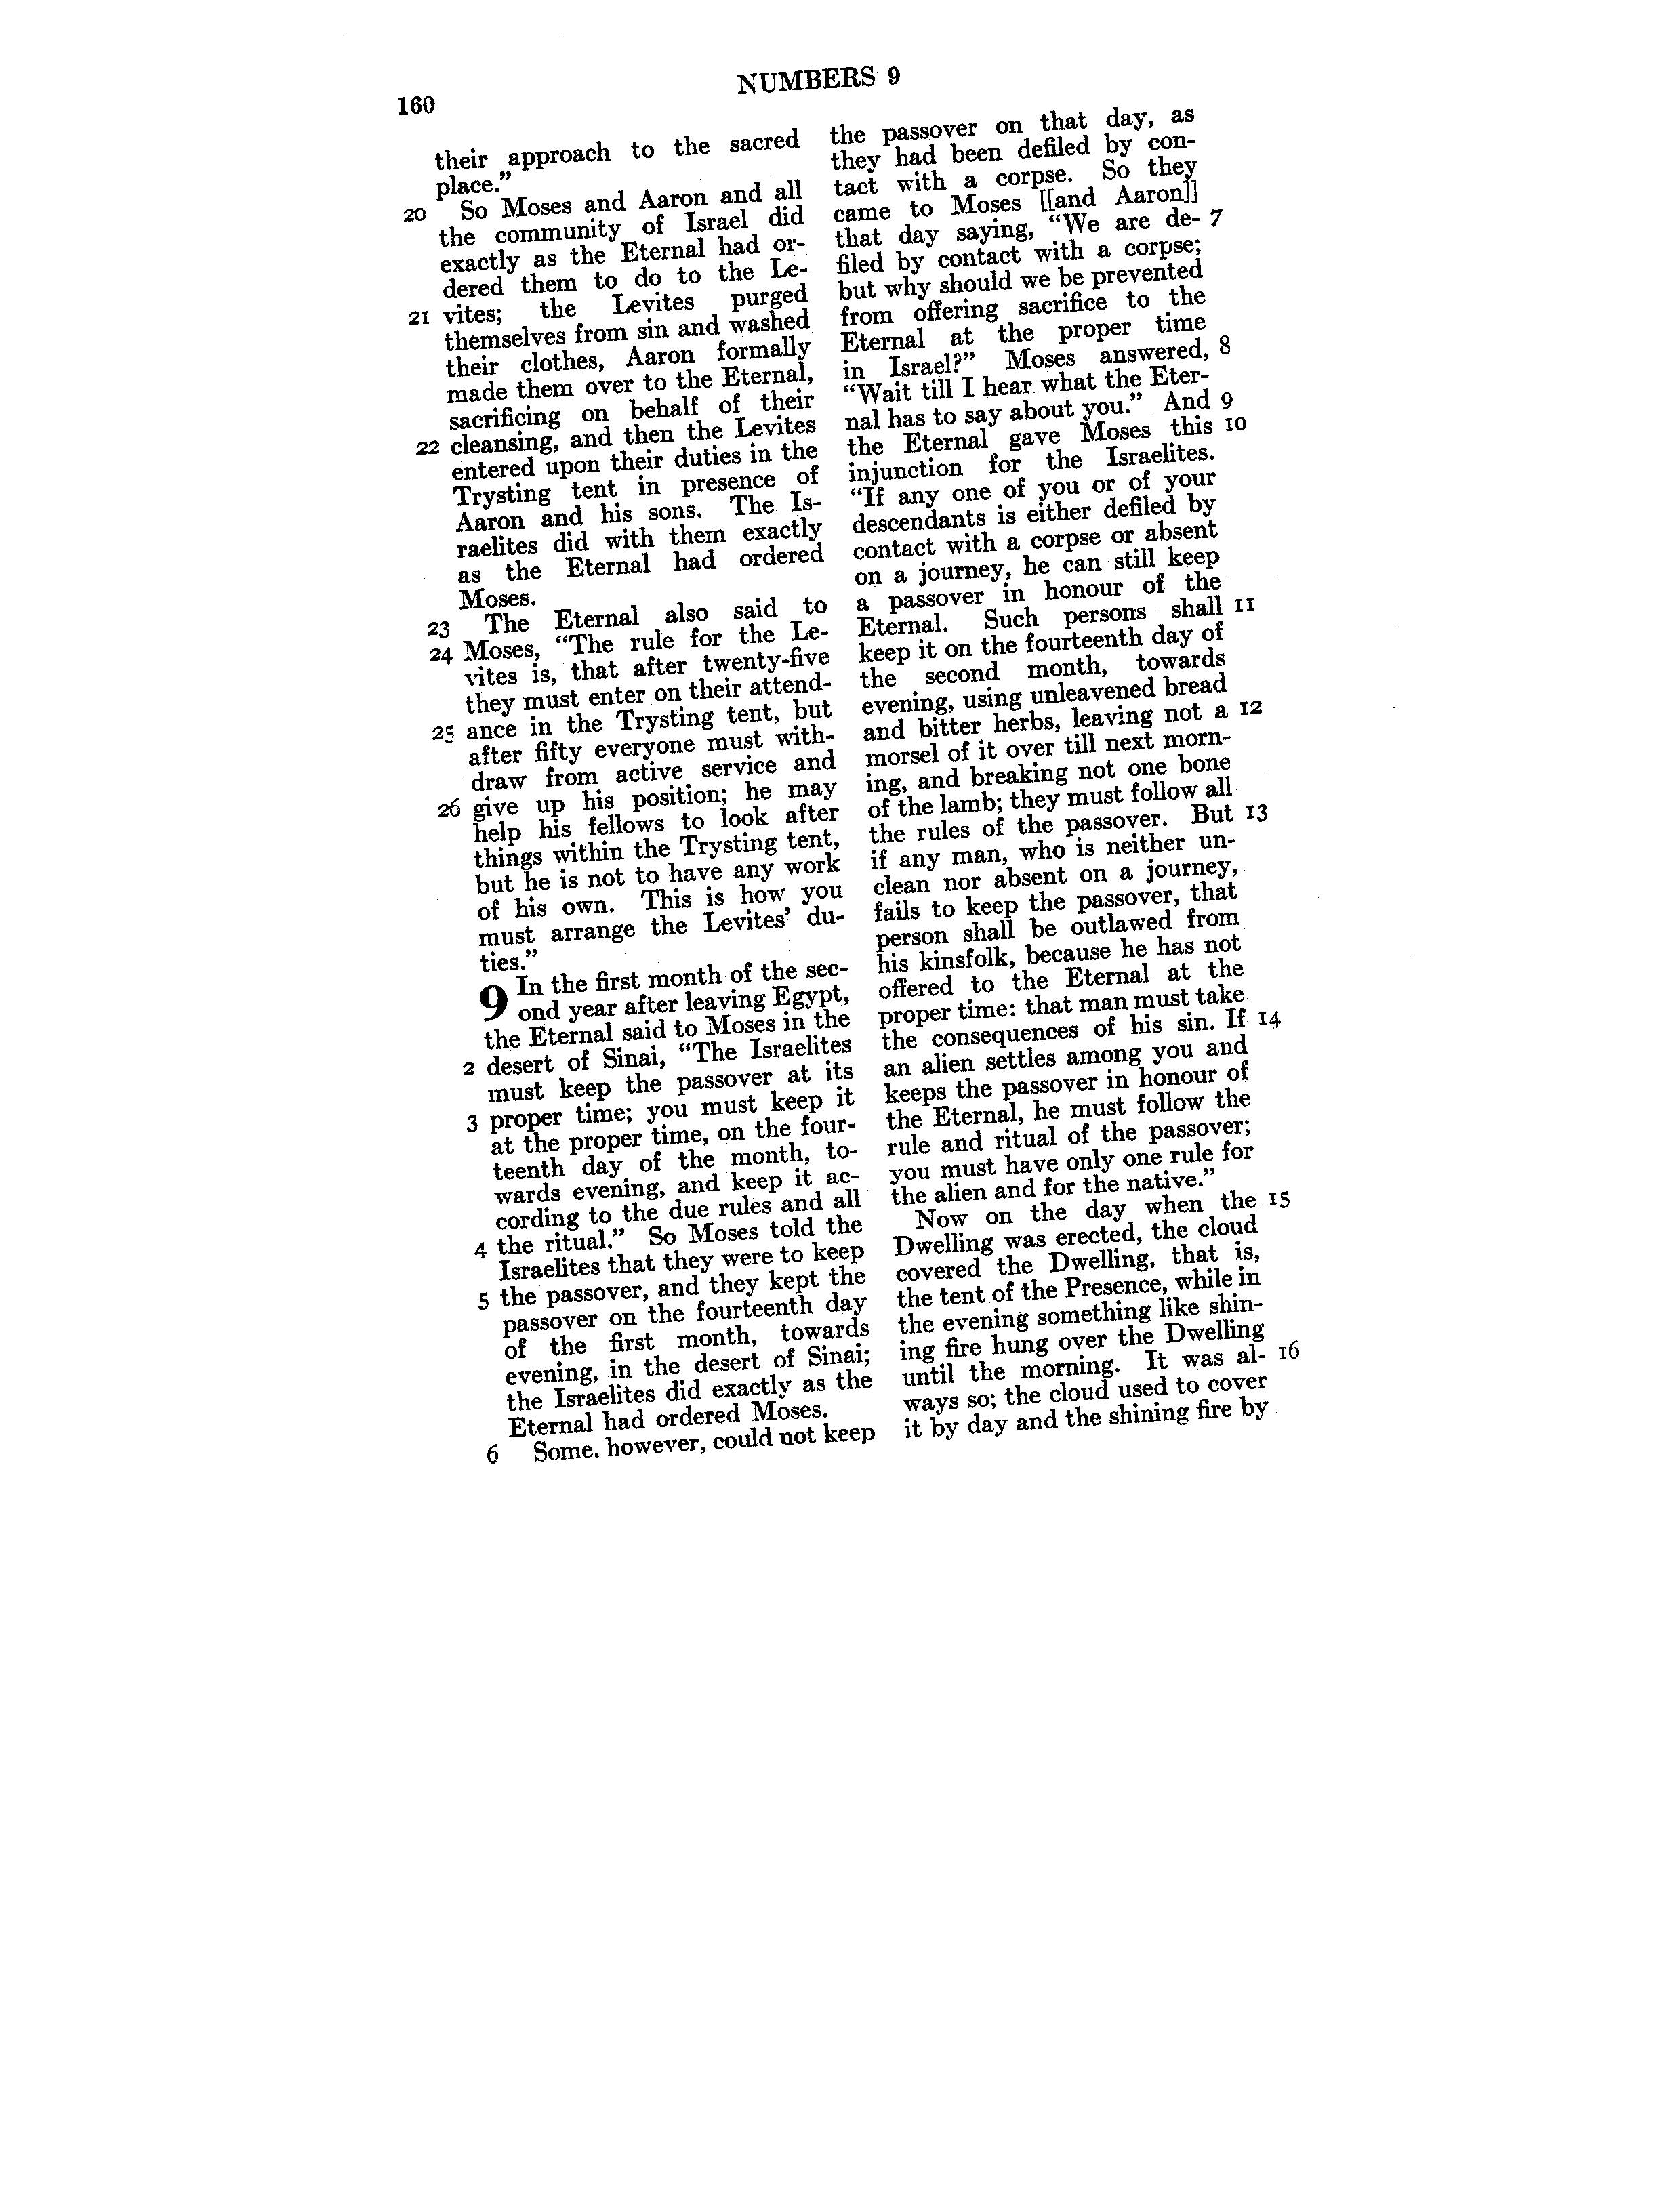 160
NUMBERS 9
their approach to the sacred
place.”
20 So Moses and Aaron and all
the community of Israel did
exactly as the Eternal had or-
dered them to do to the Le-
21 vites; the Levites purged
themselves from sin and washed
their clothes, Aaron formally
made them over to the Eternal,
sacrificing on behalf of their
22 cleansing, and then the Levites
entered upon their duties in the
Trysting tent in presence of
Aaron and his sons. The Is-
raelites did with them exactly
as the Eternal had ordered
Moses.
23 The Eternal also said to
24 Moses, “The rule for the Le-
vites is, that after twenty-five
they must enter on their attend-
25 ance in the Trysting tent, but
after fifty everyone must with-
draw from active service and
26 give up his position; he may
help his fellows to look after
things within the Trysting tent,
but he is not to have any work
of his own. This is how you
must arrange the Levites’ du-
ties.”
9 In the first month of the sec-
ond year after leaving Egypt,
the Eternal said to Moses in the
2 desert of Sinai, “The Israelites
must keep the passover at its
3 proper time; you must keep it
at the proper time, on the four-
teenth day of the month, to-
wards evening, and keep it ac-
cording to the due rules and all
4 the ritual.” So Moses told the
Israelites that they were to keep
5 the passover, and they kept the
passover on the fourteenth day
of the first month, towards
evening, in the desert of Sinai;
the Israelites did exactly as the
Eternal had ordered Moses.
6 Some. however, could not keep
the passover on that day, as
they had been defiled by con-
tact with a corpse. So they
came to Moses [[and Aaron]]
that day saying, “We are de- 7
filed by contact with a corpse;
but why should we be prevented
from offering sacrifice to the
Eternal at the proper time
in Israel?” Moses answered, 8
“Wait till I hear what the Eter-
nal has to say about you.” And 9
the Eternal gave Moses this 10
injunction for the Israelites.
“If any one of you or of your
descendants is either defiled by
contact with a corpse or absent
on a journey, he can still keep
a passover in honour of the
Eternal. Such persons shall 11
keep it on the fourteenth day of
the second month, towards
evening, using unleavened bread
and bitter herbs, leaving not a 12
morsel of it over till next morn-
ing, and breaking not one bone
of the lamb; they must follow all
the rules of the passover. But 13
if any man, who is neither un-
clean nor absent on a journey,
fails to keep the passover, that
person shall be outlawed from
his kinsfolk, because he has not
offered to the Eternal at the
proper time: that man must take
the consequences of his sin. If 14
an alien settles among you and
keeps the passover in honour of
the Eternal, he must follow the
rule and ritual of the passover;
you must have only one rule for
the alien and for the native.”
Now on the day when the 15
Dwelling was erected, the cloud
covered the Dwelling, that is,
the tent of the Presence, while in
the evening something like shin-
ing fire hung over the Dwelling
until the morning. It was al- 16
ways so; the cloud used to cover
it by day and the shining fire by